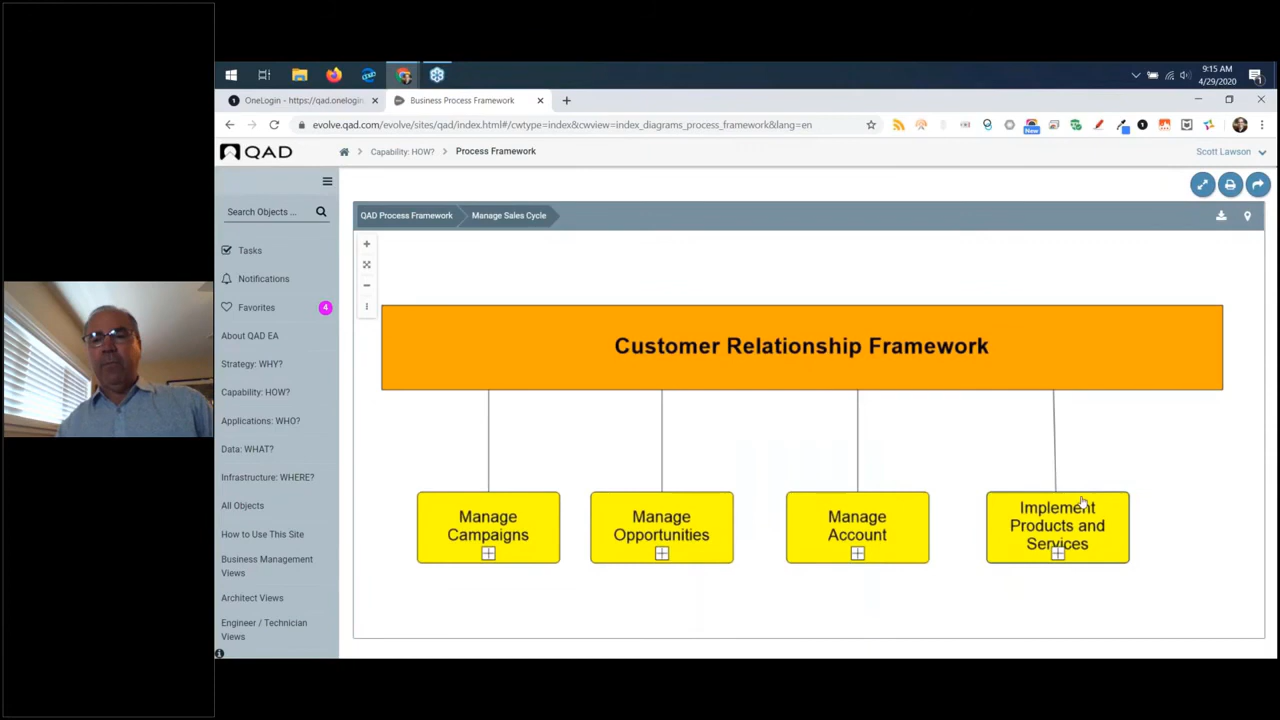 9:15 AM
4/29/2020
OneLogin - https://qad.onelogin
Business Process Framework
evolve.qad.com/evolve/sites/qad/index.html#/cwtype=index&cwview=index_diagrams_process_framework&lang=en
New
QAD
Capability: HOW?
Process Framework
Scott Lawson
Search Objects ...
QAD Process Framework
Manage Sales Cycle
Tasks
Notifications
Favorites
4
About QAD EA
Strategy: WHY?
Capability: HOW?
Applications: WHO?
Data: WHAT?
Infrastructure: WHERE?
All Objects
How to Use This Site
Business Management
Views
Architect Views
Engineer / Technician
Views
Customer Relationship Framework
Manage
Campaigns
Manage
Opportunities
Manage
Account
Implement
Products and
Services